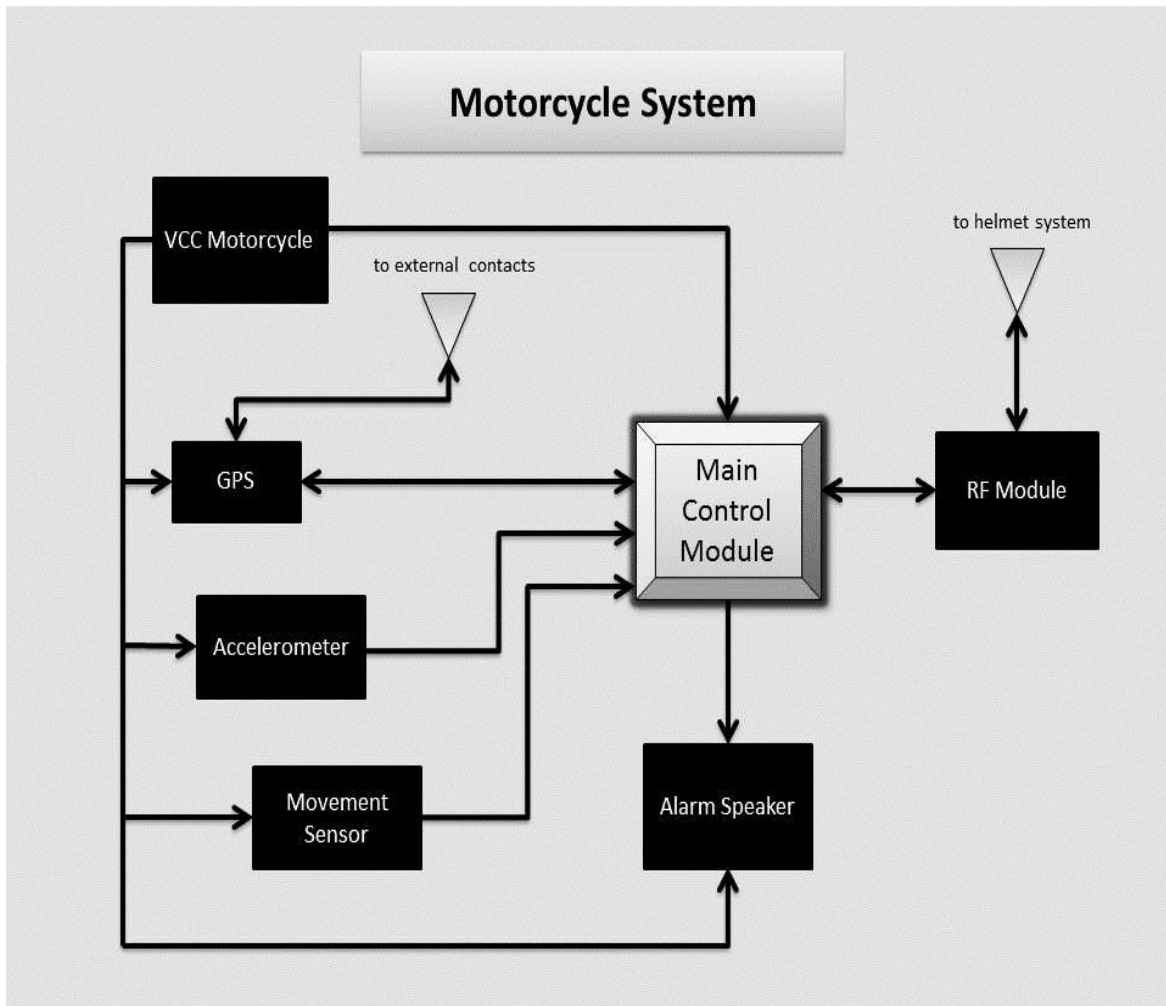 Motorcycle System
VCC Motorcycle
to external contacts
to helmet system
GPS
Main
Control
Module
RF Module
Accelerometer
Movement
Sensor
Alarm Speaker